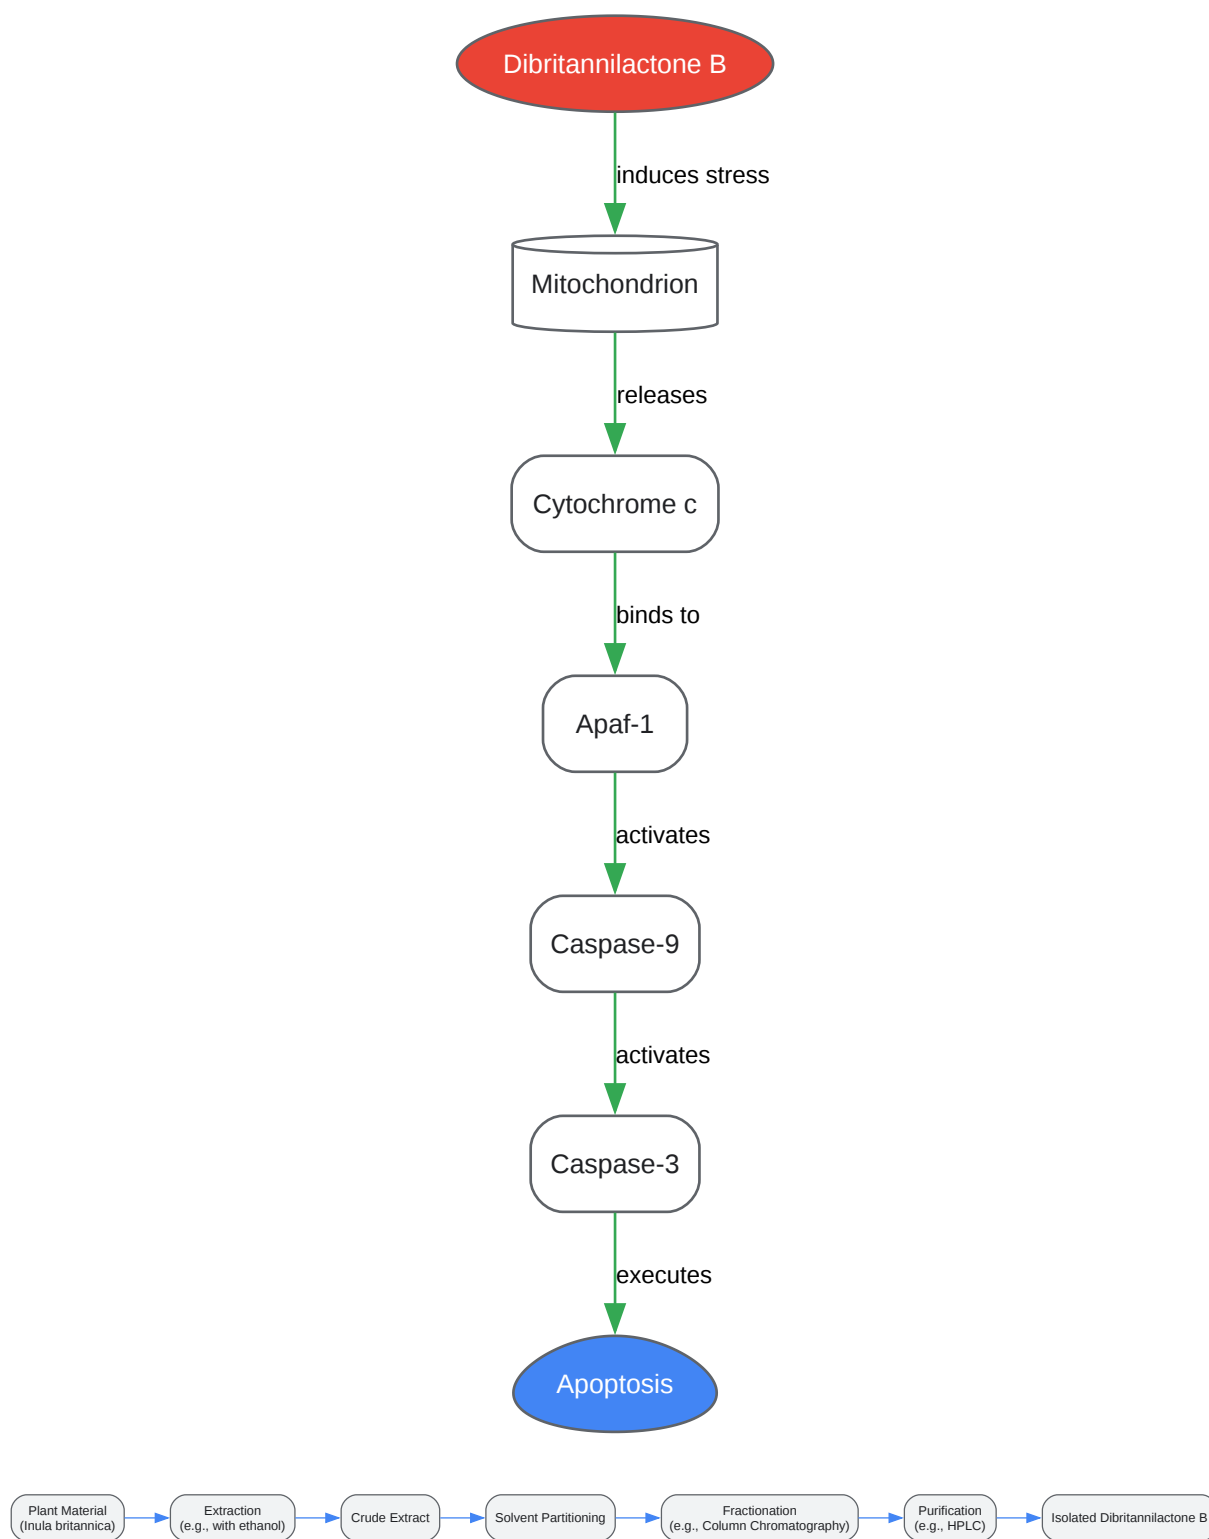 Dibritannilactone B
induces stress
Mitochondrion
releases
Cytochrome c
binds to
Apaf-1
activates
Caspase-9
activates
Caspase-3
executes
Apoptosis
Plant Material
(Inula britannica)
Extraction
(e.g., with ethanol)
Crude Extract
Solvent Partitioning
Fractionation
(e.g., Column Chromatography)
Purification
(e.g., HPLC)
Isolated Dibritannilactone B